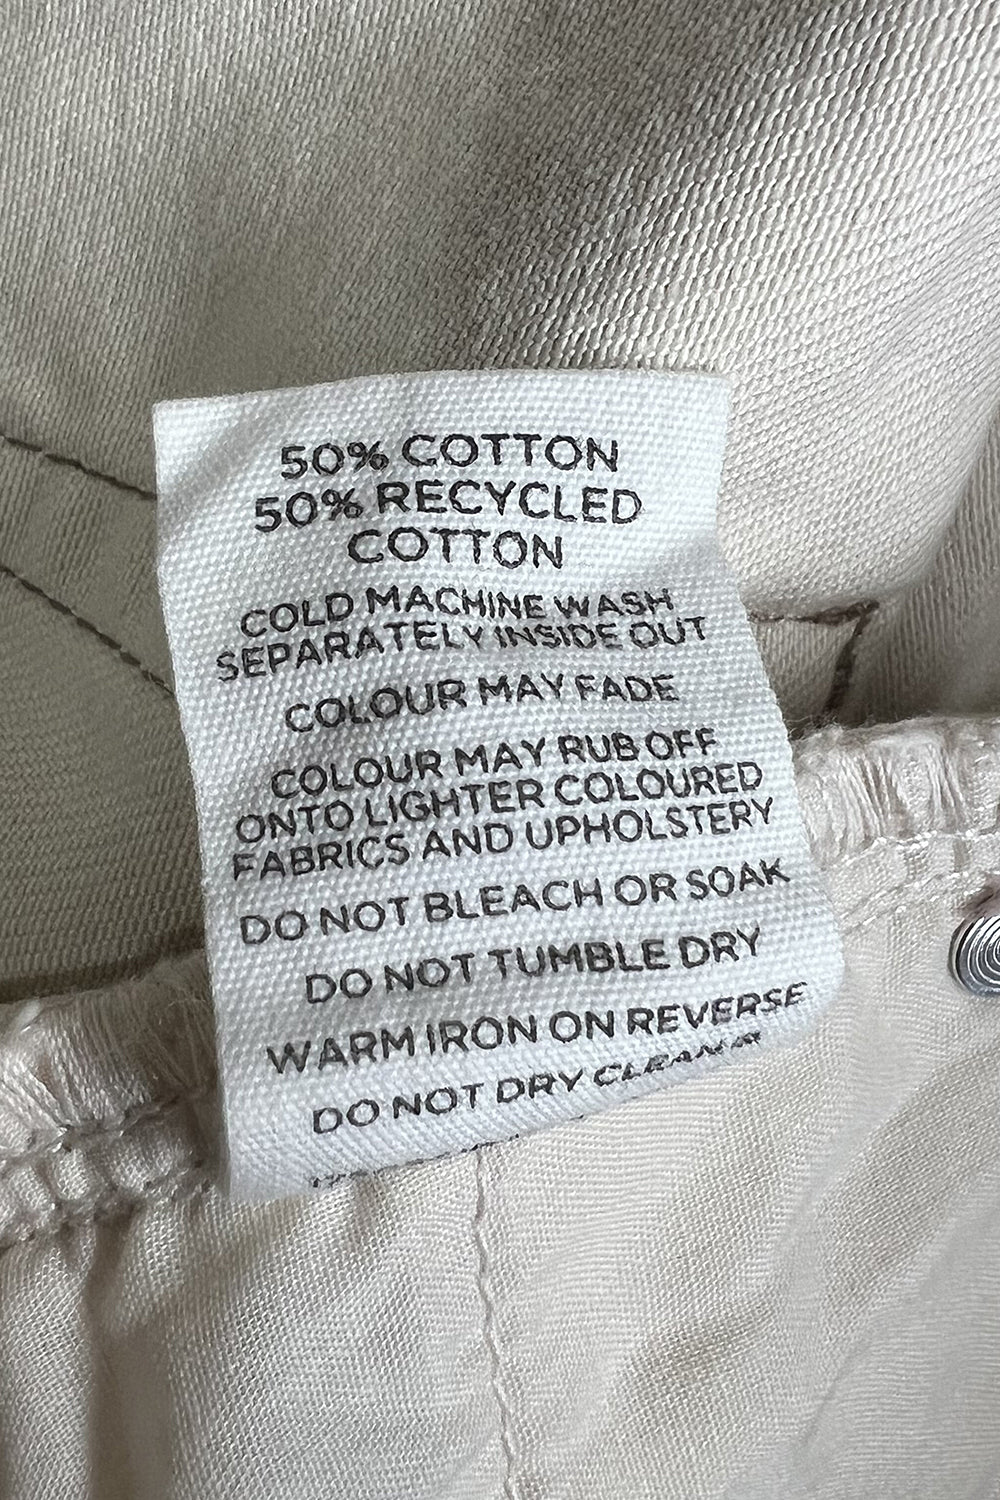 50% COTTON
50% RECYCLED
COTTON
COLD MACHINE WASH
SEPARATELY INSIDE OUT
COLOUR MAY FADE
COLOUR MAY RUB OFF
ONTO LIGHTER COLOURED
FABRICS AND UPHOLSTERY
DO NOT BLEACH OR SOAK
DO NOT TUMBLE DRY
WARM IRON ON REVERSE
DO NOT DRY CLEAN